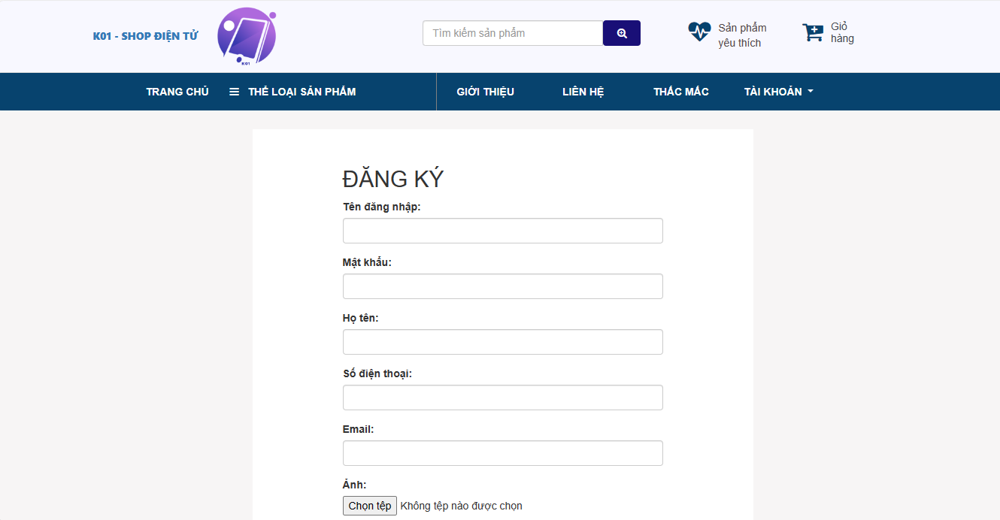 K01 - SHOP ĐIỆN TỬ
K01
Tìm kiếm sản phẩm
Sản phẩm
yêu thích
Giỏ
hàng
TRANG CHỦ
THỂ LOẠI SẢN PHẨM
GIỚI THIỆU
LIÊN HỆ
THẮC MẮC
TÀI KHOẢN
ĐĂNG KÝ
Tên đăng nhập:
Mật khẩu:
Họ tên:
Số điện thoại:
Email:
Ảnh:
Chọn tệp Không tệp nào được chọn